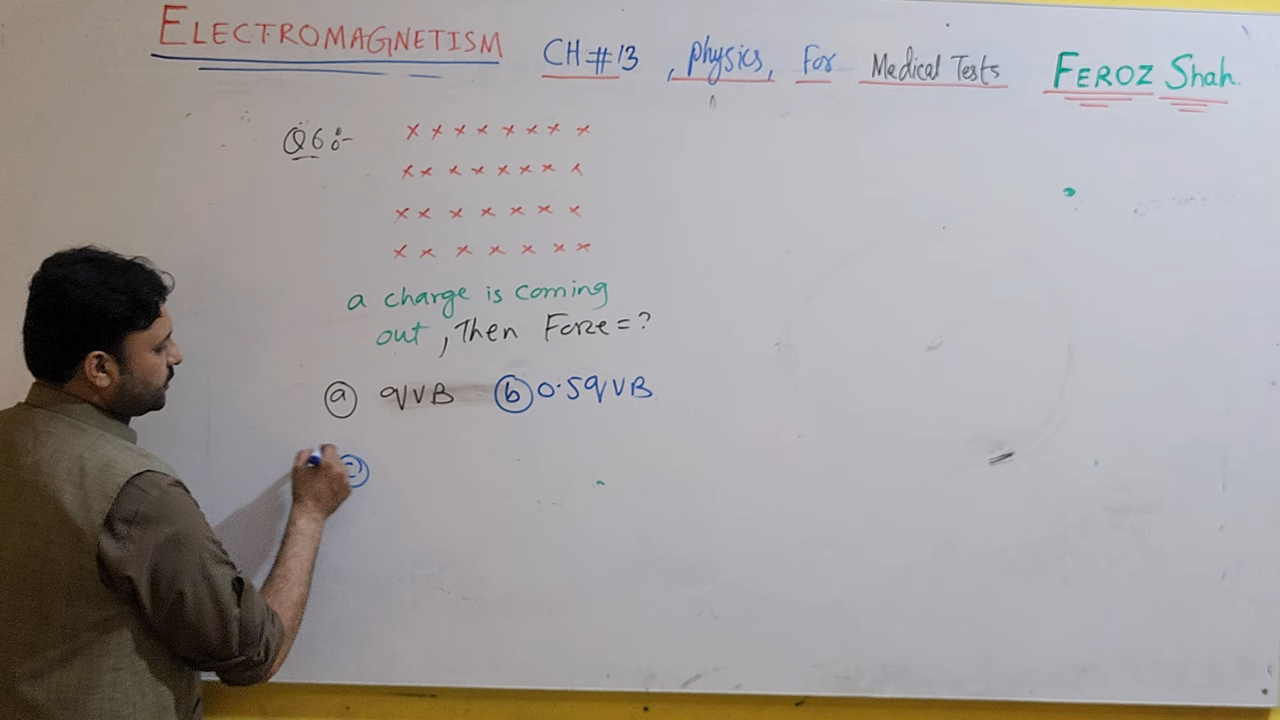 ELECTROMAGNETISM CH#13, physics, For Medical Tests FEROZ Shah.
Q6:-
x x x x x x x x
x x x x x x x x
x x x x x x x
x x x x x x x
a charge is coming
out, Then Force=?
(a) qVB (b) 0.5qVB
(c)